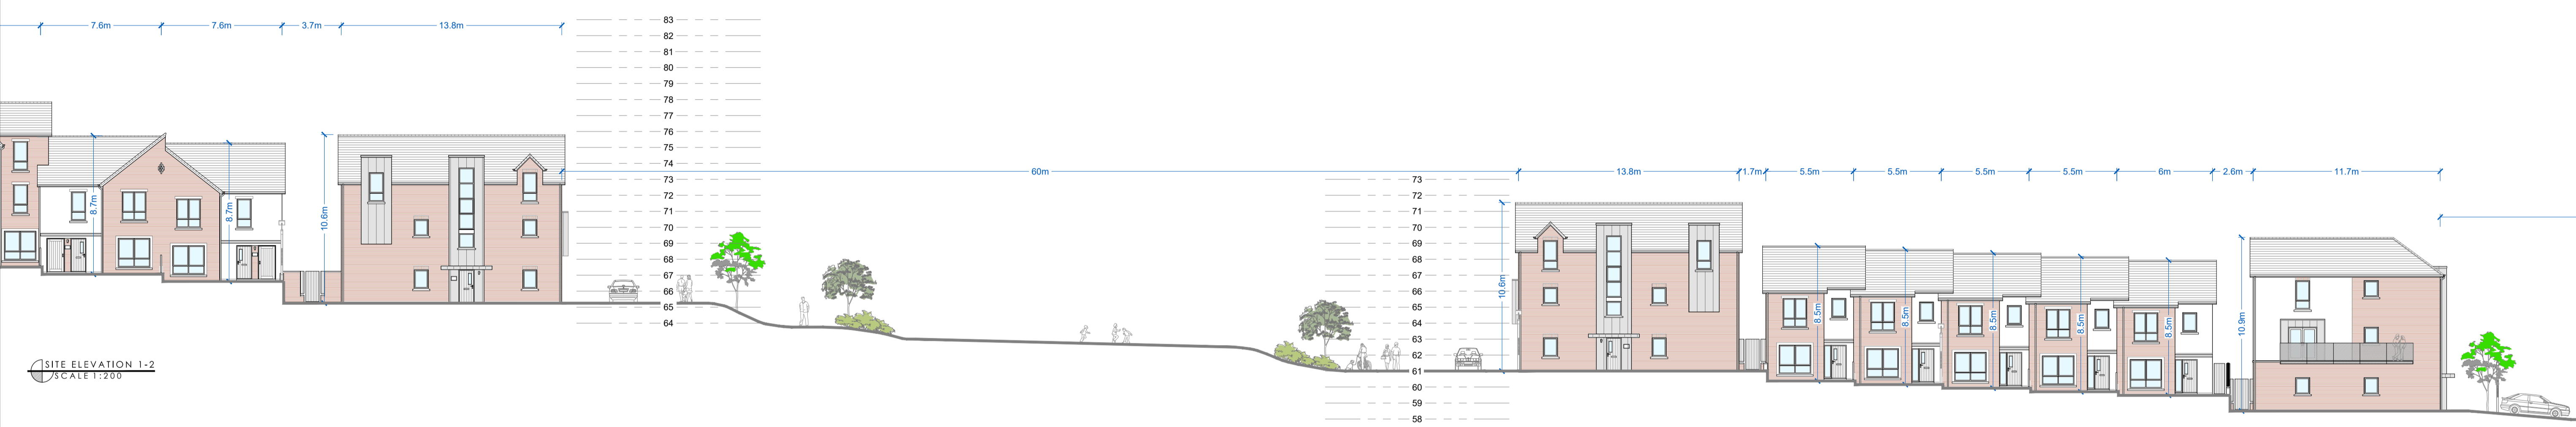 7.6m 7.6m 3.7m 13.8m
83
82
81
80
79
78
77
76
75
74
73
72
71
70
69
68
67
66
65
64
8.7m
8.7m
10.6m
60m
13.8m 1.7m 5.5m 5.5m 5.5m 5.5m 6m 2.6m 11.7m
73
72
71
70
69
68
67
66
65
64
63
62
61
60
59
58
10.6m
8.5m
8.5m
8.5m
8.5m
8.5m
10.9m
SITE ELEVATION 1-2
SCALE 1:200